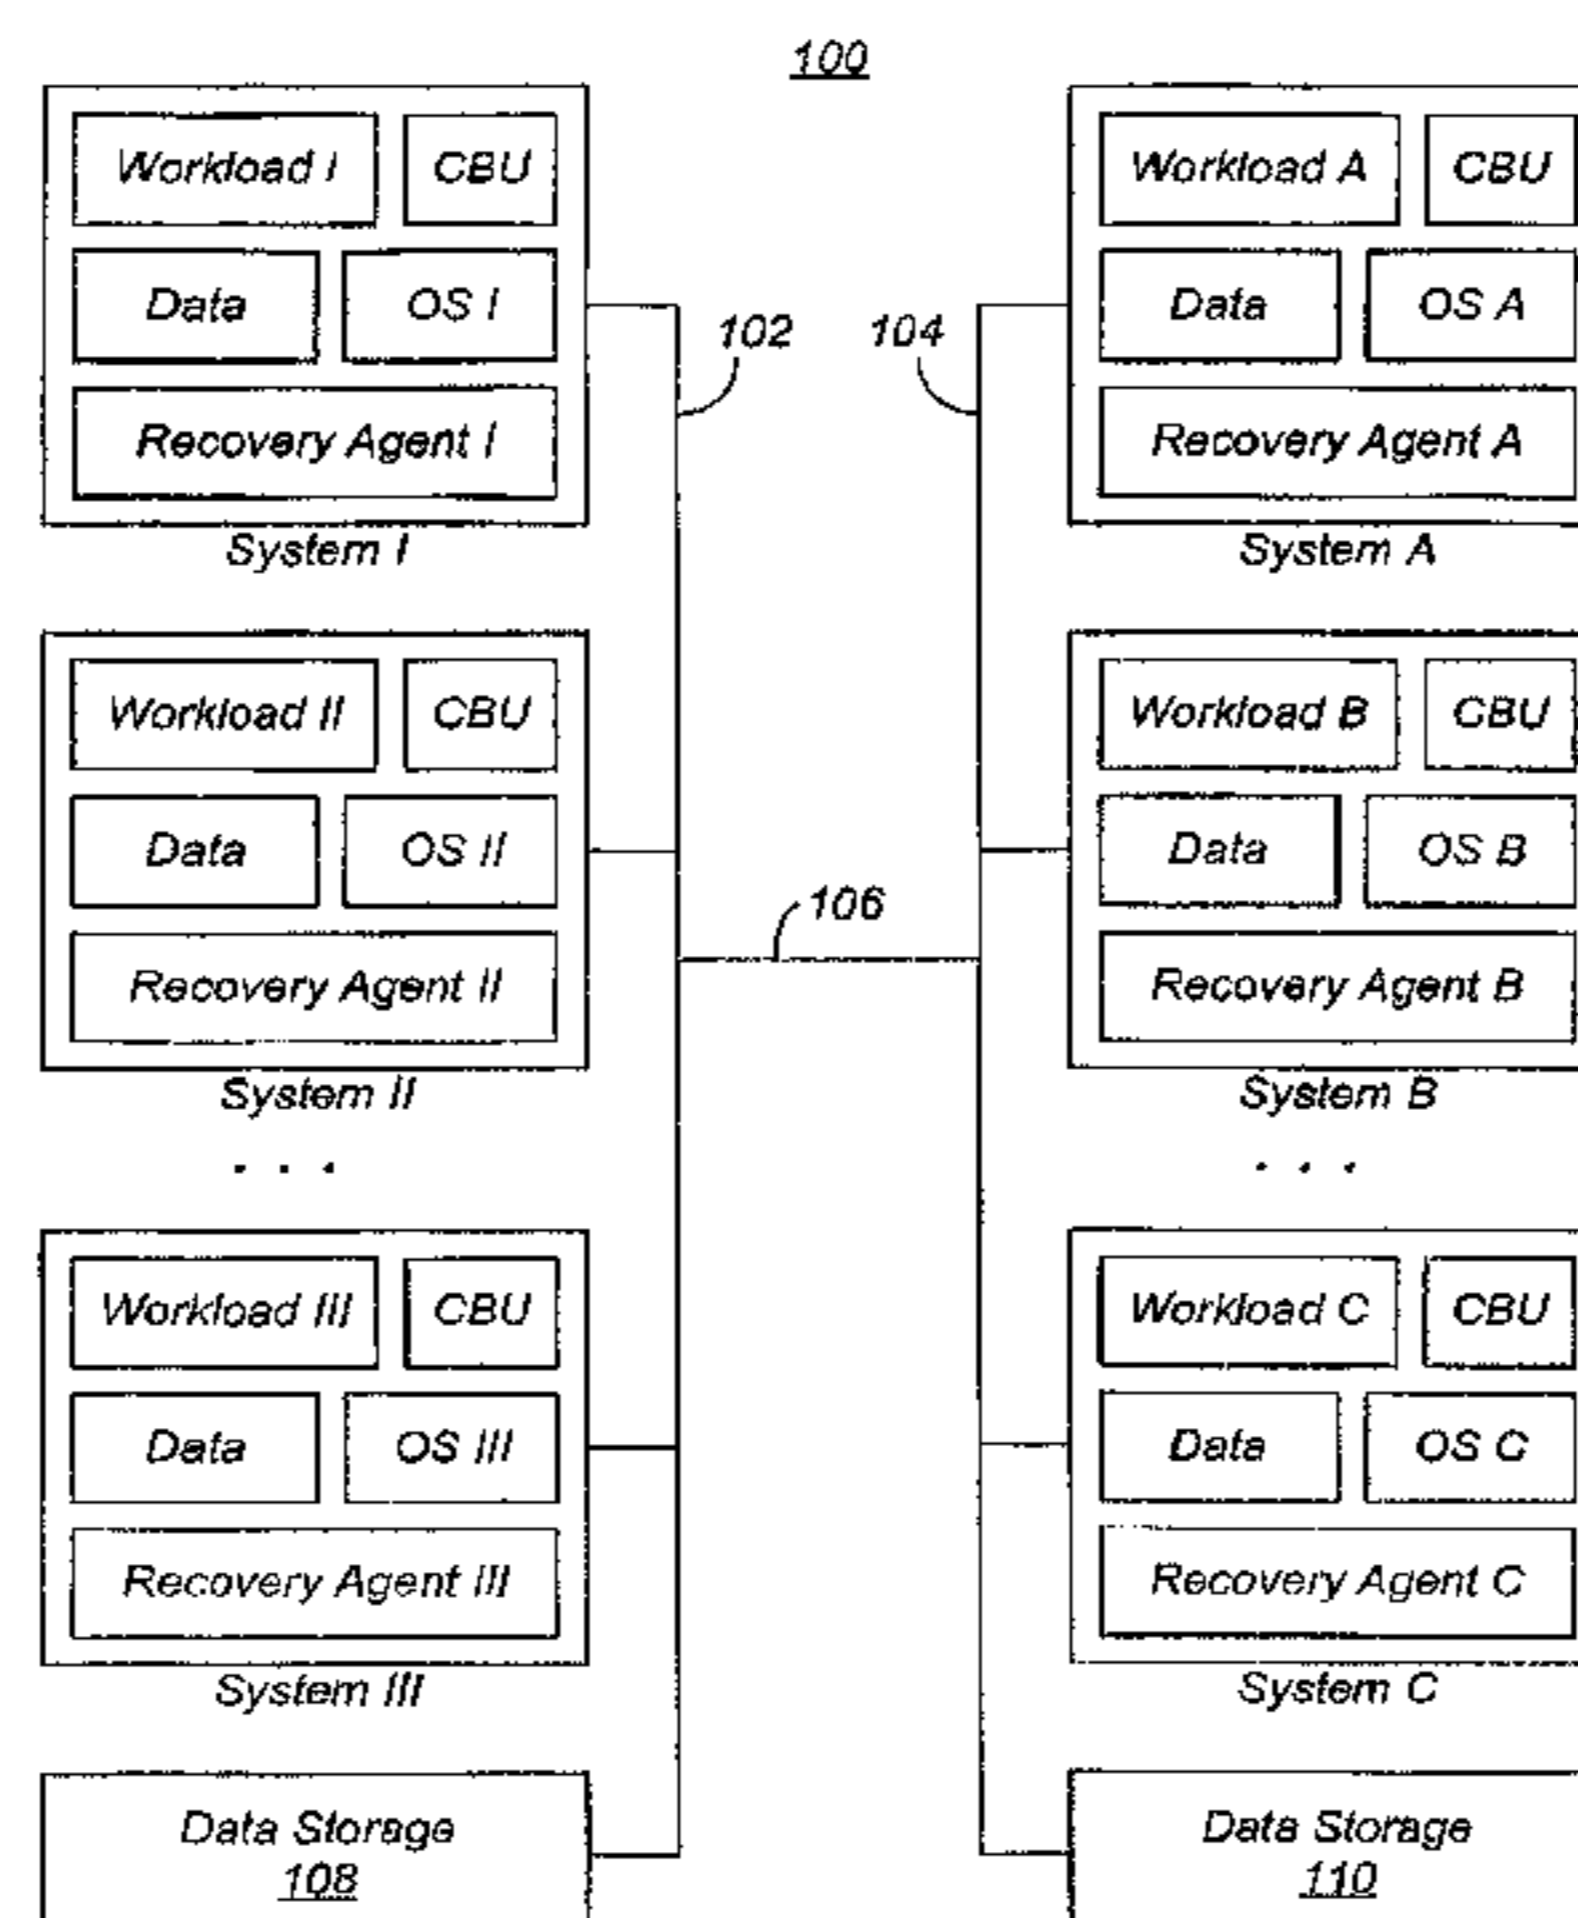 100
Workload I CBU
Data OS I
Recovery Agent I
System I
102
104
Workload A CBU
Data OS A
Recovery Agent A
System A
Workload II CBU
Data OS II
Recovery Agent II
System II
. . .
106
Workload B CBU
Data OS B
Recovery Agent B
System B
. . .
Workload III CBU
Data OS III
Recovery Agent III
System III
Workload C CBU
Data OS C
Recovery Agent C
System C
Data Storage
108
Data Storage
110